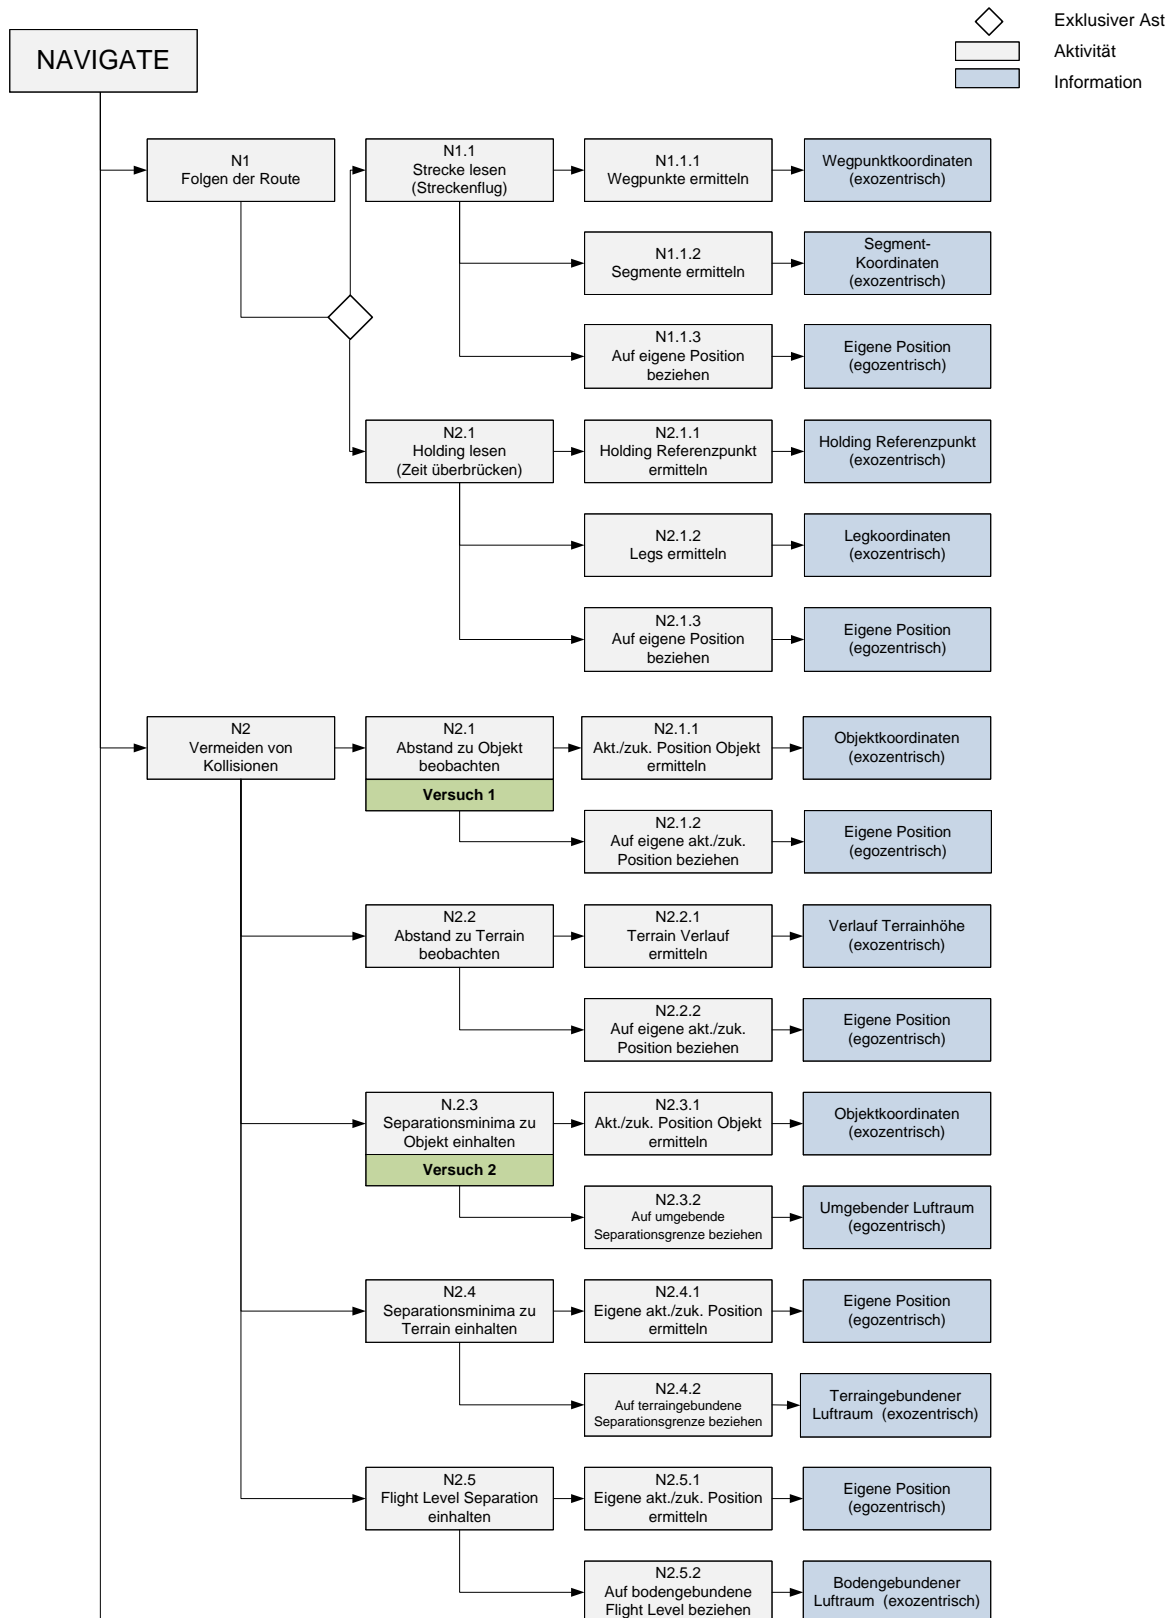 Exklusiver Ast
Aktivität
Information
NAVIGATE
N1
Folgen der Route
N1.1
Strecke lesen
(Streckenflug)
N1.1.1
Wegpunkte ermitteln
Wegpunktkoordinaten
(exozentrisch)
N1.1.2
Segmente ermitteln
Segment-
Koordinaten
(exozentrisch)
N1.1.3
Auf eigene Position
beziehen
Eigene Position
(egozentrisch)
N2.1
Holding lesen
(Zeit überbrücken)
N2.1.1
Holding Referenzpunkt
ermitteln
Holding Referenzpunkt
(exozentrisch)
N2.1.2
Legs ermitteln
Legkoordinaten
(exozentrisch)
N2.1.3
Auf eigene Position
beziehen
Eigene Position
(egozentrisch)
N2
Vermeiden von
Kollisionen
N2.1
Abstand zu Objekt
beobachten
Versuch 1
N2.1.1
Akt./zuk. Position Objekt
ermitteln
Objektkoordinaten
(exozentrisch)
N2.1.2
Auf eigene akt./zuk.
Position beziehen
Eigene Position
(egozentrisch)
N2.2
Abstand zu Terrain
beobachten
N2.2.1
Terrain Verlauf
ermitteln
Verlauf Terrainhöhe
(exozentrisch)
N2.2.2
Auf eigene akt./zuk.
Position beziehen
Eigene Position
(egozentrisch)
N.2.3
Separationsminima zu
Objekt einhalten
Versuch 2
N2.3.1
Akt./zuk. Position Objekt
ermitteln
Objektkoordinaten
(exozentrisch)
N2.3.2
Auf umgebende
Separationsgrenze beziehen
Umgebender Luftraum
(egozentrisch)
N2.4
Separationsminima zu
Terrain einhalten
N2.4.1
Eigene akt./zuk. Position
ermitteln
Eigene Position
(egozentrisch)
N2.4.2
Auf terraingebundene
Separationsgrenze beziehen
Terraingebundener
Luftraum (exozentrisch)
N2.5
Flight Level Separation
einhalten
N2.5.1
Eigene akt./zuk. Position
ermitteln
Eigene Position
(egozentrisch)
N2.5.2
Auf bodengebundene
Flight Level beziehen
Bodengebundener
Luftraum (exozentrisch)